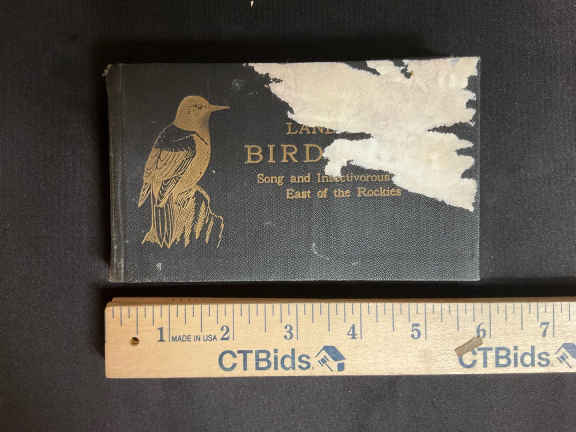 LAN
BIRD
Song and Insectivorous
East of the Rockies
1 MADE IN USA 2 3 4 5 6 7
CTBids. CTBids.